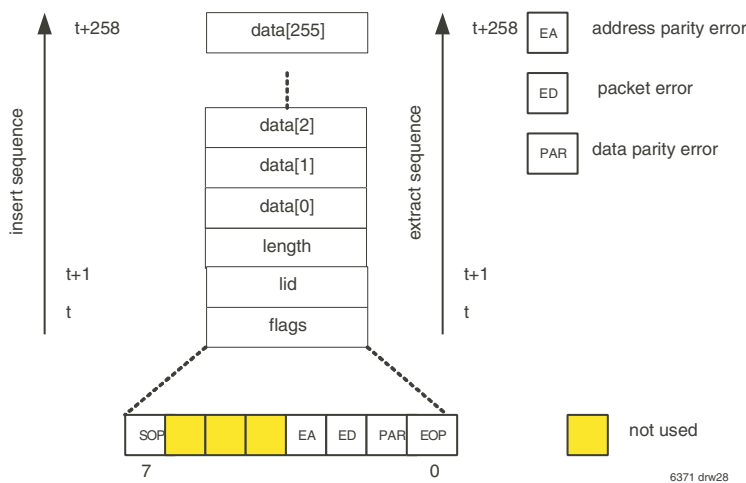 t+258
data[255]
t+258
EA
address parity error
ED
packet error
PAR
data parity error
insert sequence
extract sequence
data[2]
data[1]
data[0]
length
lid
flags
t+1
t
t+1
t
SOP
EA
ED
PAR
EOP
7
0
not used
6371 drw28